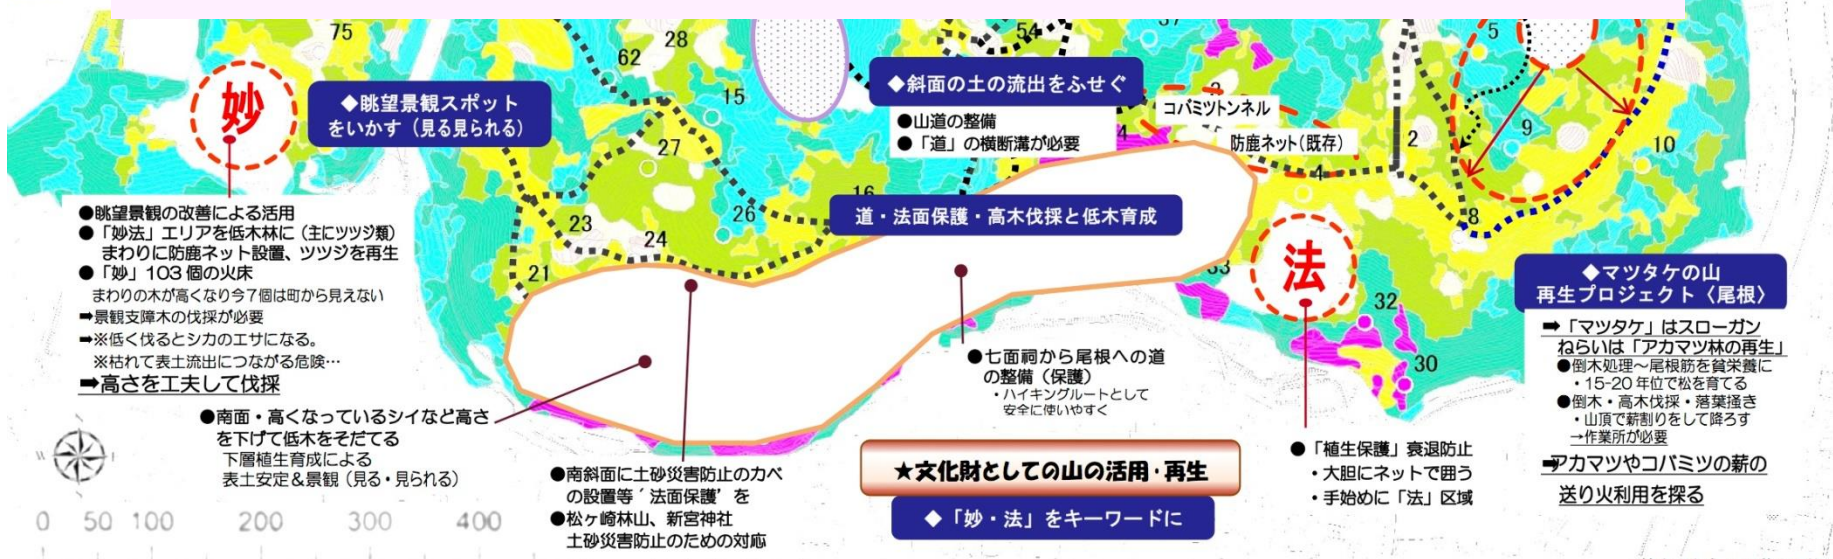 75
62
28
15
54
37
5
妙
◆眺望景観スポット
をいかす（見る見られる）
◆斜面の土の流出をふせぐ
●山道の整備
●「道」の横断溝が必要
3
4
コバミツトンネル
防鹿ネット（既存）
4
2
9
10
8
27
26
23
24
21
16
道・法面保護・高木伐採と低木育成
33
法
32
30
●眺望景観の改善による活用
●「妙法」エリアを低木林に（主にツツジ類）
まわりに防鹿ネット設置、ツツジを再生
●「妙」103個の火床
まわりの木が高くなり今7個は町から見えない
➡景観支障木の伐採が必要
➡※低く伐るとシカのエサになる。
※枯れて表土流出につながる危険…
➡高さを工夫して伐採
●南面・高くなっているシイなど高さ
を下げて低木をそだてる
下層植生育成による
表土安定＆景観（見る・見られる）
●南斜面に土砂災害防止のカベ
の設置等‘法面保護’を
●松ヶ崎林山、新宮神社
土砂災害防止のための対応
●七面祠から尾根への道
の整備（保護）
・ハイキングルートとして
安全に使いやすく
★文化財としての山の活用・再生
◆「妙・法」をキーワードに
●「植生保護」衰退防止
・大胆にネットで囲う
・手始めに「法」区域
◆マツタケの山
再生プロジェクト〈尾根〉
➡「マツタケ」はスローガン
ねらいは「アカマツ林の再生」
●倒木処理～尾根筋を貧栄養に
・15-20年位で松を育てる
●倒木・高木伐採・落葉掻き
・山頂で薪割りをして降ろす
→作業所が必要
➡アカマツやコバミツの薪の
送り火利用を探る
W
N
0 50 100 200 300 400